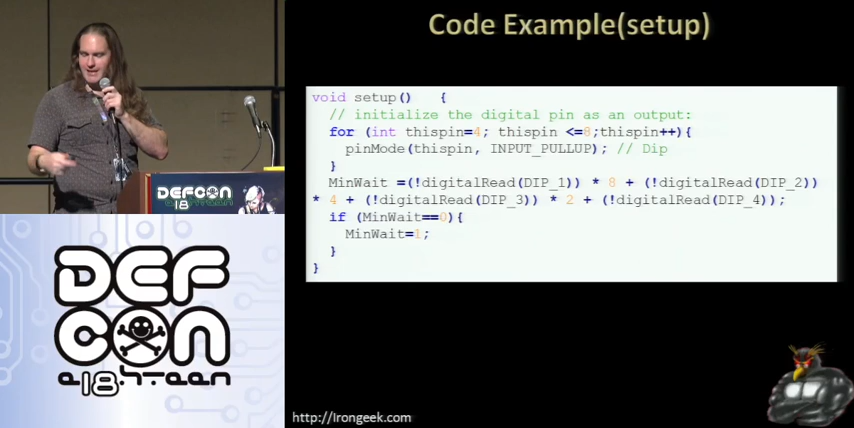 Code Example(setup)
void setup()   {
  // initialize the digital pin as an output:
  for (int thispin=4; thispin <=8;thispin++){
    pinMode(thispin, INPUT_PULLUP); // Dip
  }
  MinWait =(!digitalRead(DIP_1)) * 8 + (!digitalRead(DIP_2))
* 4 + (!digitalRead(DIP_3)) * 2 + (!digitalRead(DIP_4));
  if (MinWait==0){
    MinWait=1;
  }
}
DEFCON
18
DEF
CON
e18hteen
http://Irongeek.com